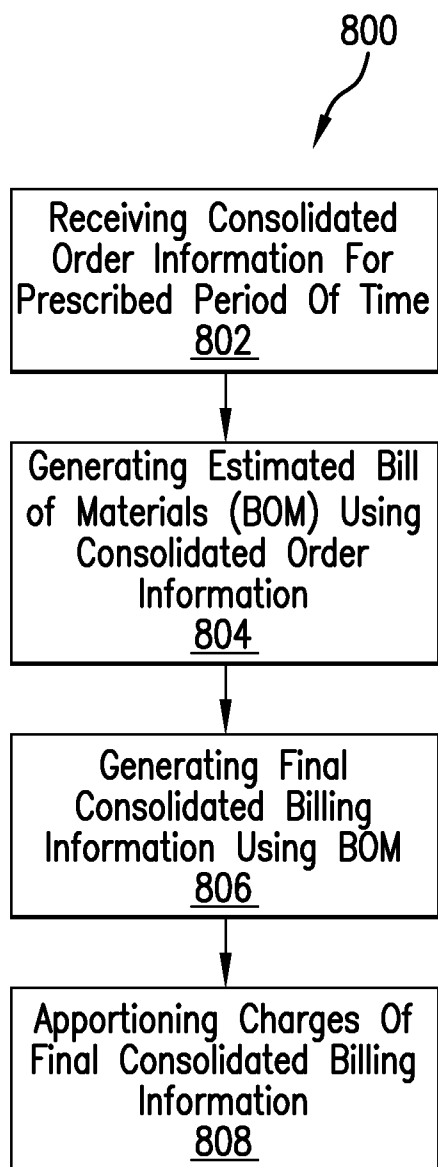 800
Receiving Consolidated
Order Information For
Prescribed Period Of Time
802
Generating Estimated Bill
of Materials (BOM) Using
Consolidated Order
Information
804
Generating Final
Consolidated Billing
Information Using BOM
806
Apportioning Charges Of
Final Consolidated Billing
Information
808